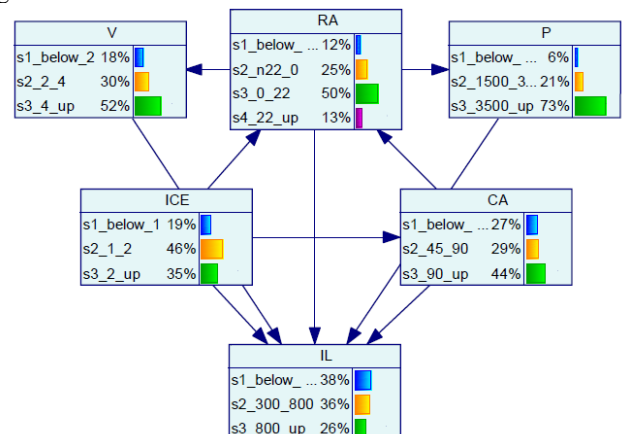 V
s1_below_2 18%
s2_2_4 30%
s3_4_up 52%
RA
s1_below_ ... 12%
s2_n22_0 25%
s3_0_22 50%
s4_22_up 13%
P
s1_below_ ... 6%
s2_1500_3... 21%
s3_3500_up 73%
ICE
s1_below_1 19%
s2_1_2 46%
s3_2_up 35%
CA
s1_below_ ... 27%
s2_45_90 29%
s3_90_up 44%
IL
s1_below_ ... 38%
s2_300_800 36%
s3_800_up 26%